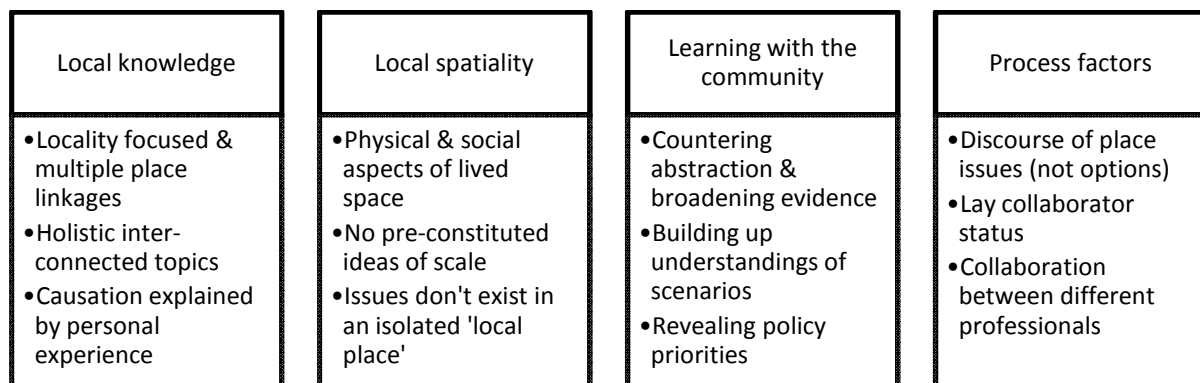 Local knowledge
•Locality focused &
multiple place
linkages
•Holistic inter-
connected topics
•Causation explained
by personal
experience
Local spatiality
•Physical & social
aspects of lived
space
•No pre-constituted
ideas of scale
•Issues don't exist in
an isolated 'local
place'
Learning with the
community
•Countering
abstraction &
broadening evidence
•Building up
understandings of
scenarios
•Revealing policy
priorities
Process factors
•Discourse of place
issues (not options)
•Lay collaborator
status
•Collaboration
between different
professionals